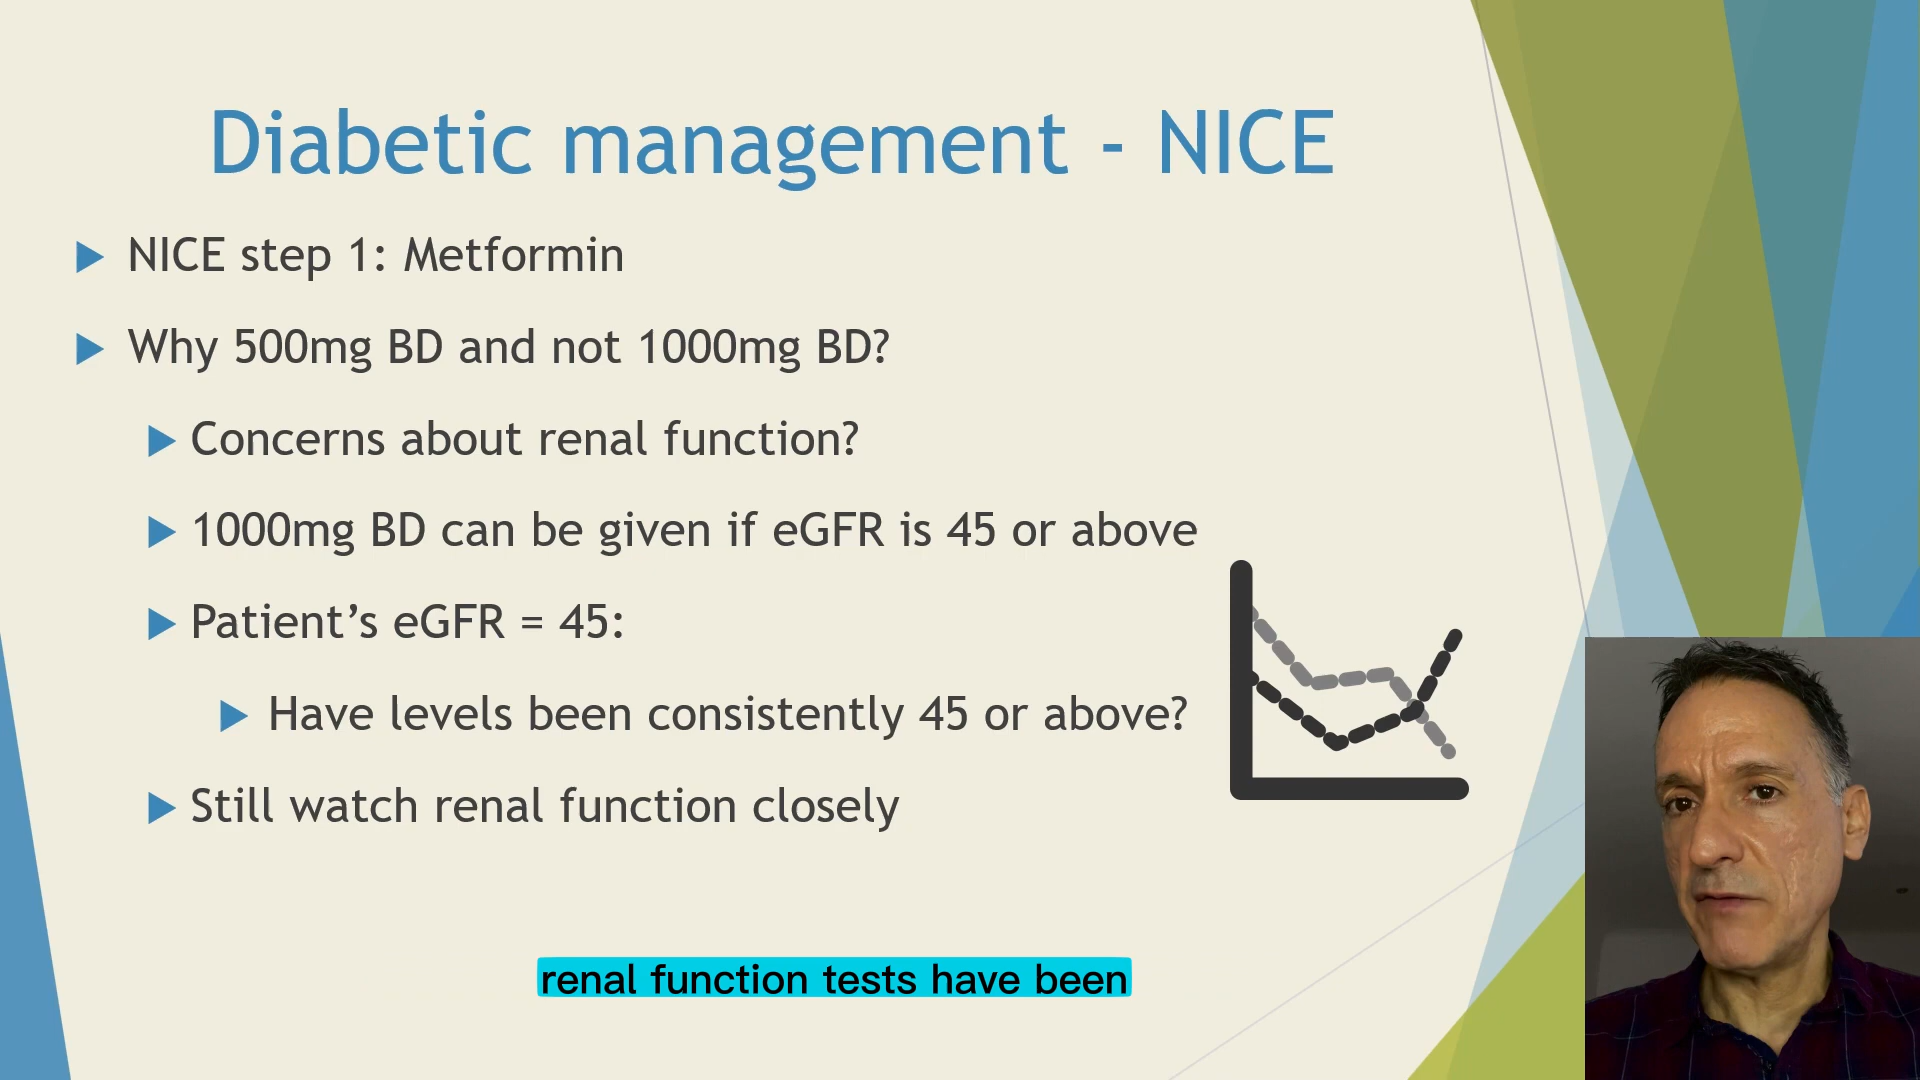 Diabetic management - NICE
NICE step 1: Metformin
Why 500mg BD and not 1000mg BD?
Concerns about renal function?
1000mg BD can be given if eGFR is 45 or above
Patient’s eGFR = 45:
Have levels been consistently 45 or above?
Still watch renal function closely
renal function tests have been